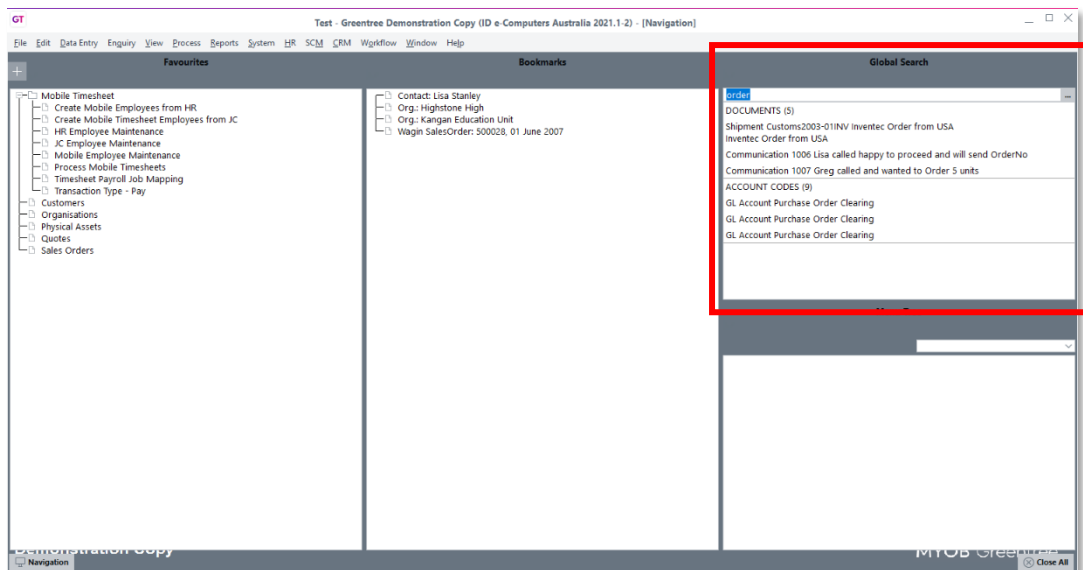 GT
Test - Greentree Demonstration Copy (ID e-Computers Australia 2021.1-2) - [Navigation]
File Edit Data Entry Enquiry View Process Reports System HR SCM CRM Workflow Window Help
Favourites
Mobile Timesheet
Create Mobile Employees from HR
Create Mobile Timesheet Employees from JC
HR Employee Maintenance
JC Employee Maintenance
Mobile Employee Maintenance
Process Mobile Timesheets
Timesheet Payroll Job Mapping
Transaction Type - Pay
Customers
Organisations
Physical Assets
Quotes
Sales Orders
Bookmarks
Contact: Lisa Stanley
Org.: Highstone High
Org.: Kangan Education Unit
Wagin SalesOrder: 500028, 01 June 2007
Global Search
order
...
DOCUMENTS (5)
Shipment Customs2003-01INV Inventec Order from USA
Inventec Order from USA
Communication 1006 Lisa called happy to proceed and will send OrderNo
Communication 1007 Greg called and wanted to Order 5 units
ACCOUNT CODES (9)
GL Account Purchase Order Clearing
GL Account Purchase Order Clearing
GL Account Purchase Order Clearing
Demonstration Copy
MYOB Greentree
Navigation
Close All